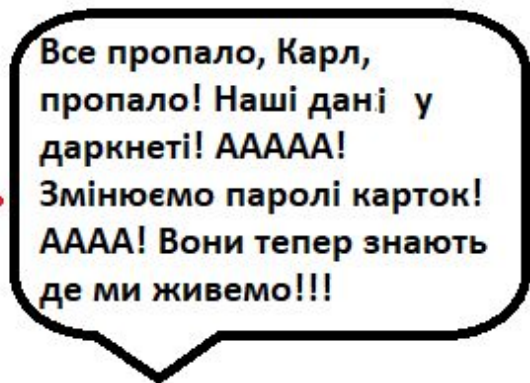 Все пропало, Карл,
пропало! Наші дані у
даркнеті! ААААА!
Змінюємо паролі карток!
АААА! Вони тепер знають
де ми живемо!!!